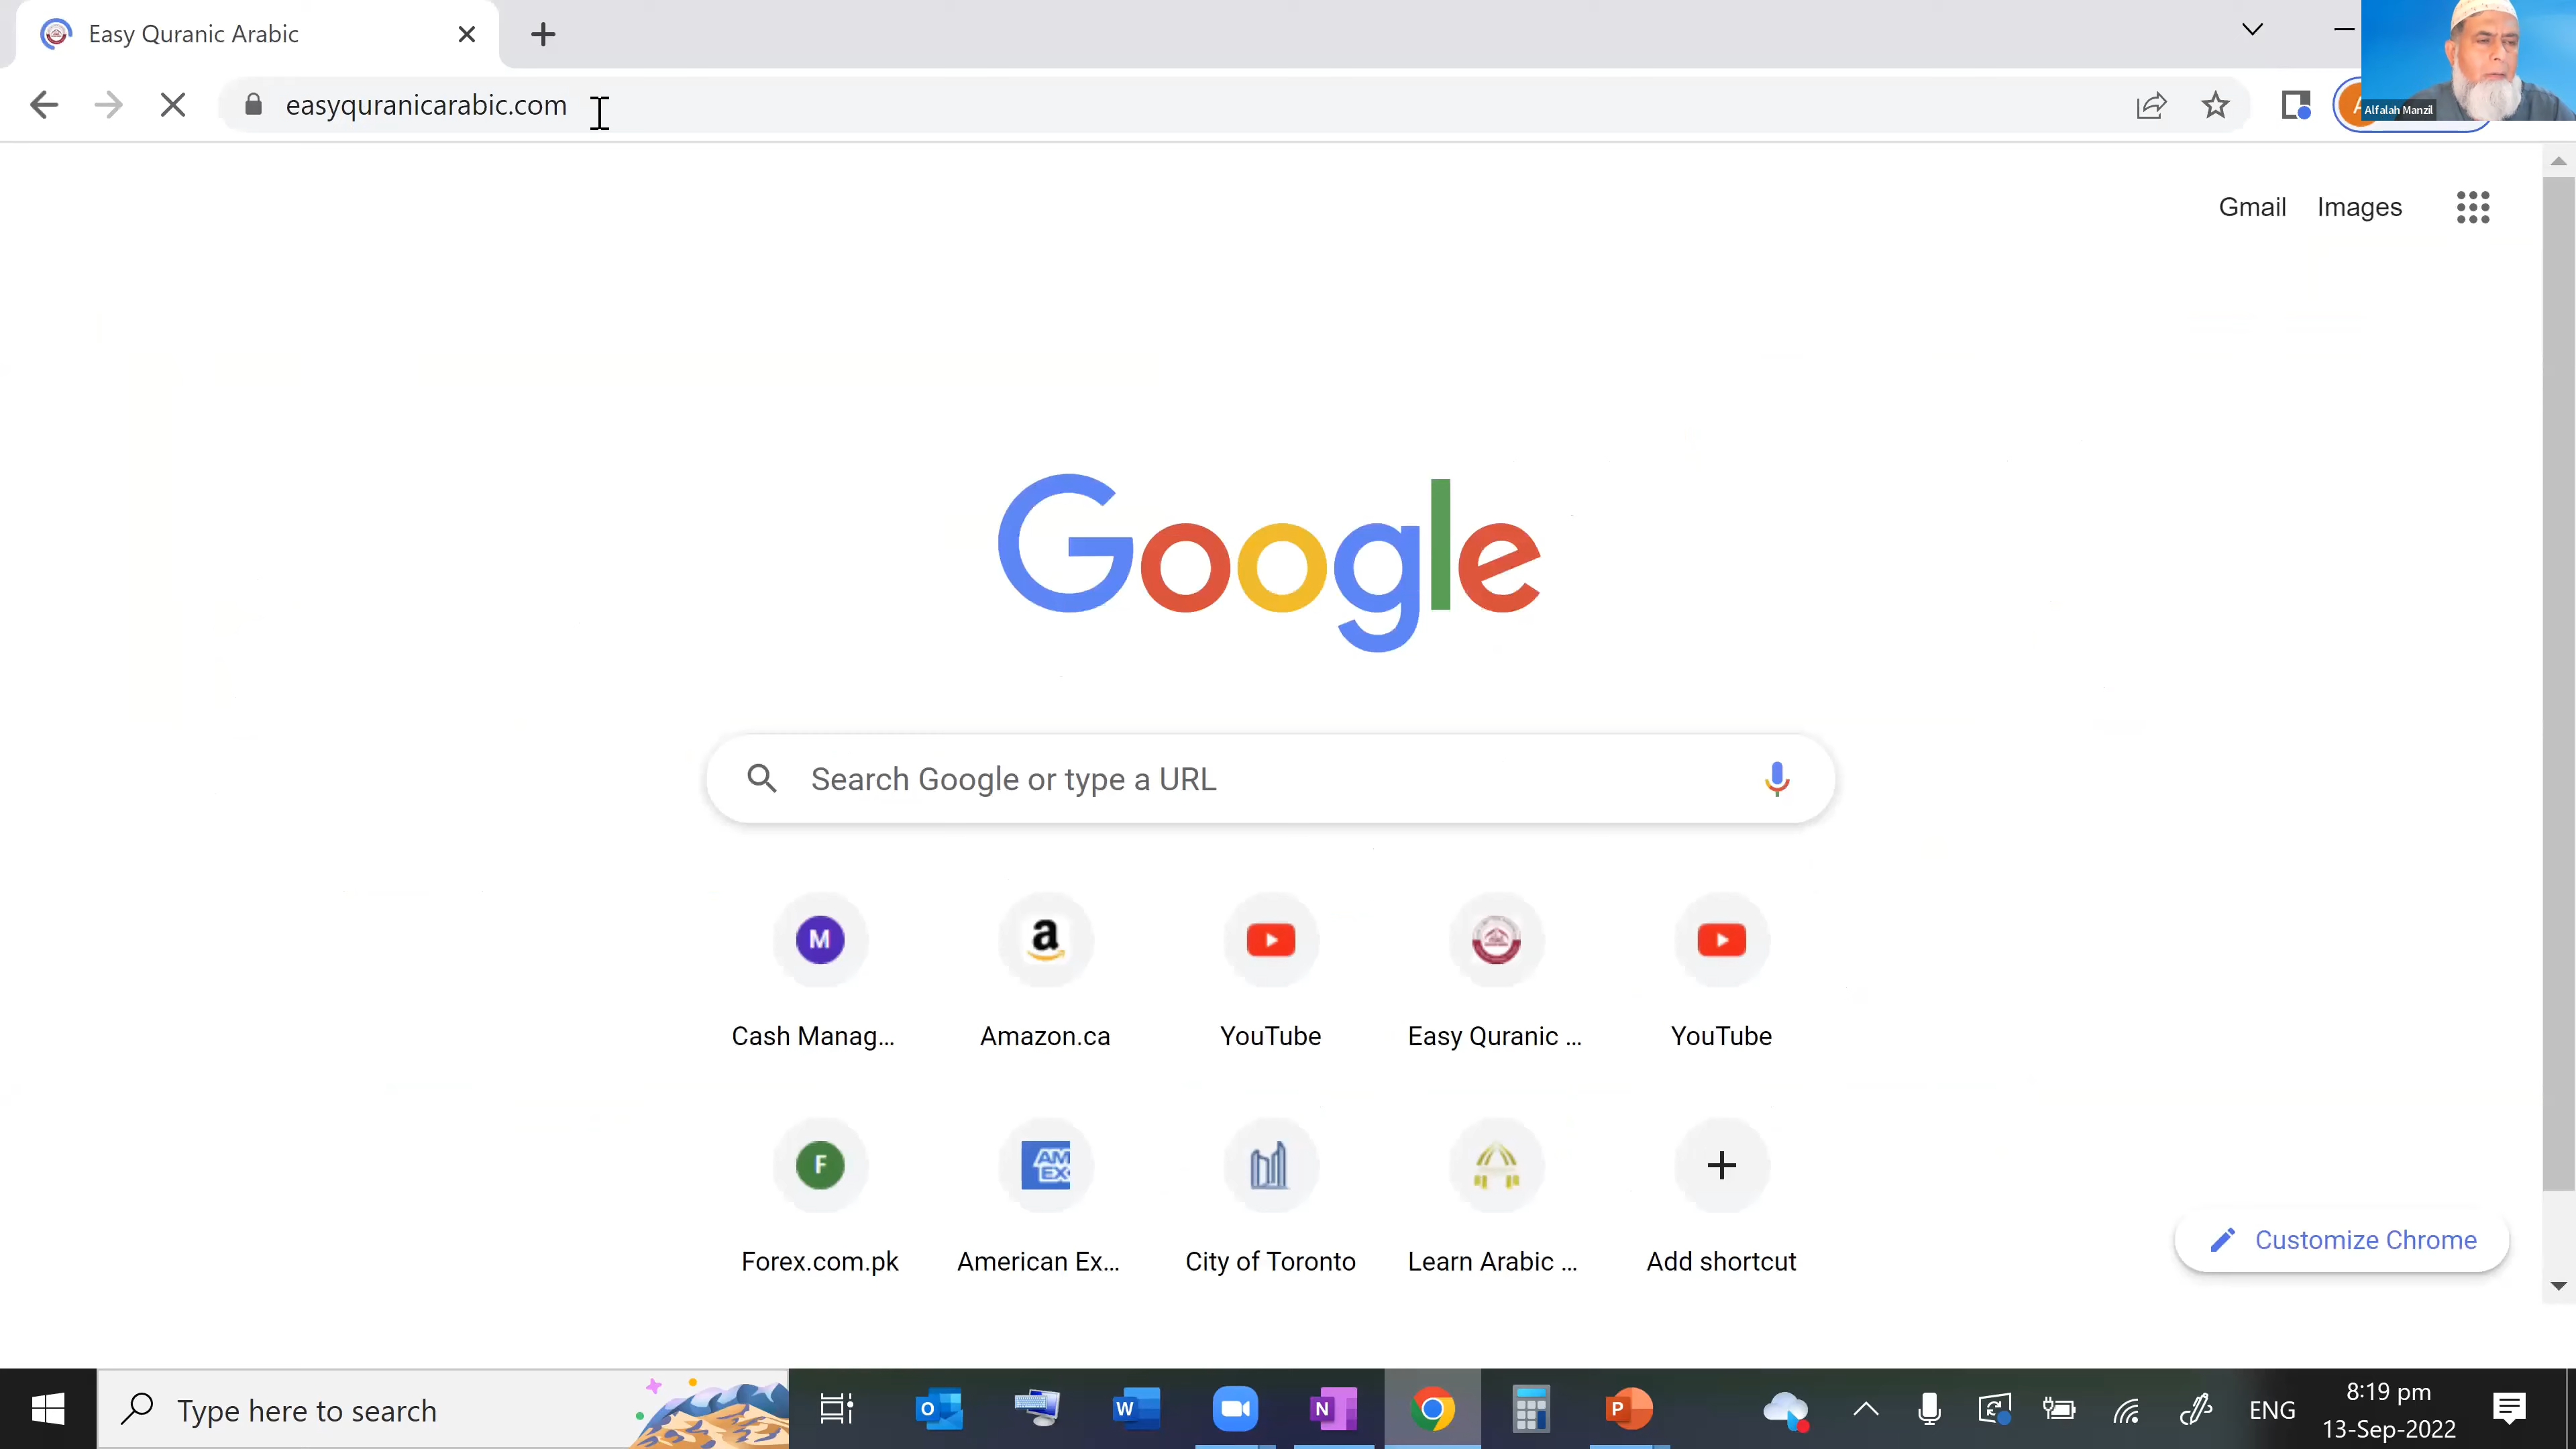 Easy Quranic Arabic
easyquranicarabic.com
Alfalah Manzil
Gmail Images
Google
Search Google or type a URL
M
a
Cash Manag...
Amazon.ca
YouTube
Easy Quranic ...
YouTube
F
AM
EX
Forex.com.pk
American Ex...
City of Toronto
Learn Arabic ...
Add shortcut
Customize Chrome
Type here to search
O
W
N
P
ENG
8:19 pm
13-Sep-2022